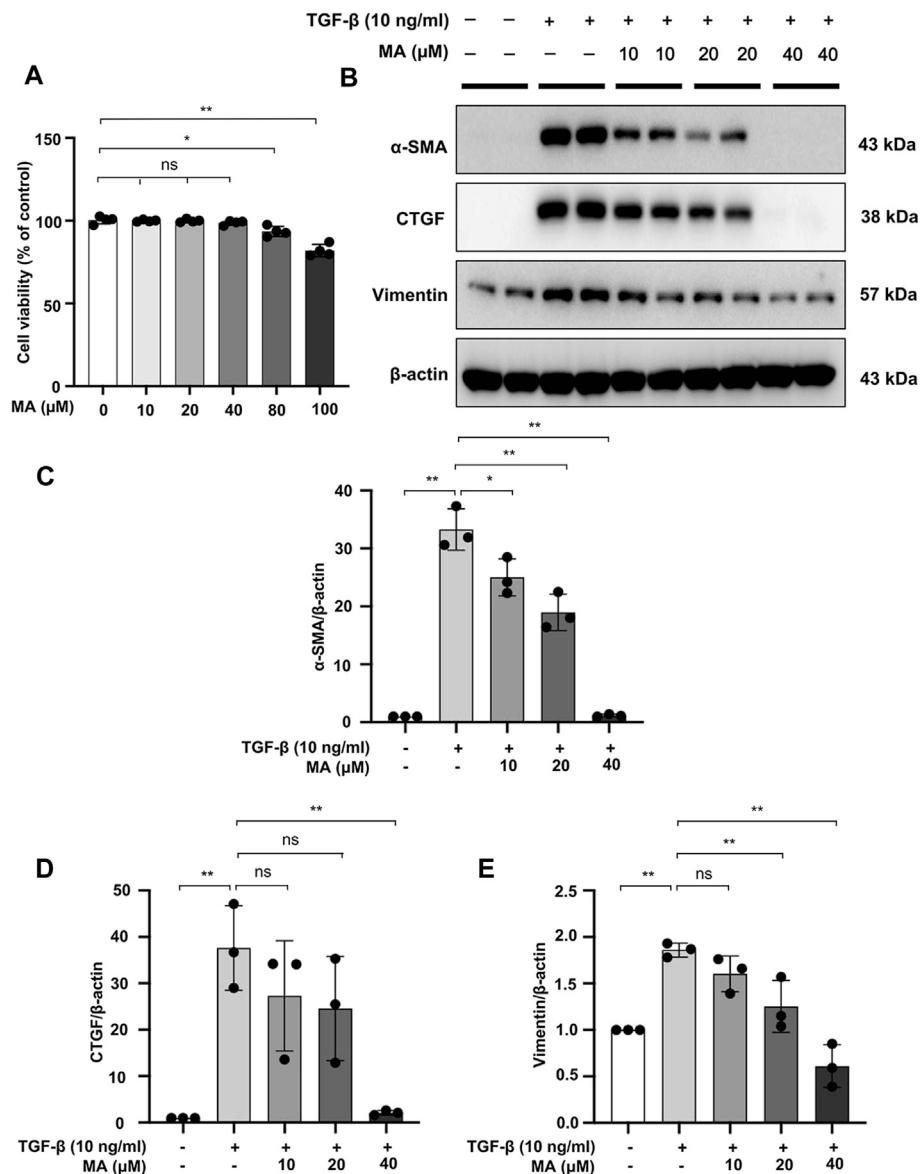 TGF-β (10 ng/ml) – – + + + + + + + +
MA (µM) – – 10 10 20 20 40 40
A
B
**
*
ns
150
100
50
0
Cell viability (% of control)
MA (µM) 0 10 20 40 80 100
α-SMA 43 kDa
CTGF 38 kDa
Vimentin 57 kDa
β-actin 43 kDa
C
**
**
** *
40
30
20
10
0
α-SMA/β-actin
TGF-β (10 ng/ml) - + + + +
MA (µM) - - 10 20 40
D
**
ns
** ns
50
40
30
20
10
0
CTGF/β-actin
TGF-β (10 ng/ml) - + + + +
MA (µM) - - 10 20 40
E
**
**
** ns
2.5
2.0
1.5
1.0
0.5
0.0
Vimentin/β-actin
TGF-β (10 ng/ml) - + + + +
MA (µM) - - 10 20 40